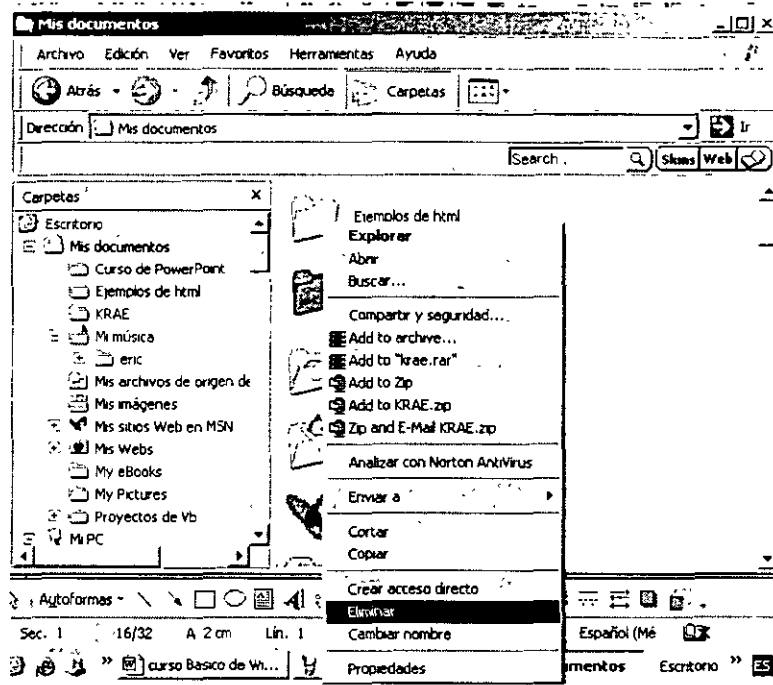 Mis documentos
Archivo Edición Ver Favoritos Herramientas Ayuda
Atrás Búsqueda Carpetas
Dirección Mis documentos Ir
Search Skins Web
Carpetas x
Escritorio
Mis documentos
Curso de PowerPoint
Ejemplos de html
KRAE
Mi música
eric
Mis archivos de origen de
Mis imágenes
Mis sitios Web en MSN
Mis Webs
My eBooks
My Pictures
Proyectos de Vb
Mi PC
Ejemplos de html
Explorar
Abrir
Buscar...
Compartir y seguridad...
Add to archive...
Add to "krae.rar"
Add to Zip
Add to KRAE.zip
Zip and E-Mail KRAE.zip
Analizar con Norton AntiVirus
Enviar a
Cortar
Copiar
Crear acceso directo
Eliminar
Cambiar nombre
Propiedades
Autoformas
Sec. 1 16/32 A 2 cm Lín. 1 Español (Mé
» curso Basico de Wi... mentos Escritorio » ES